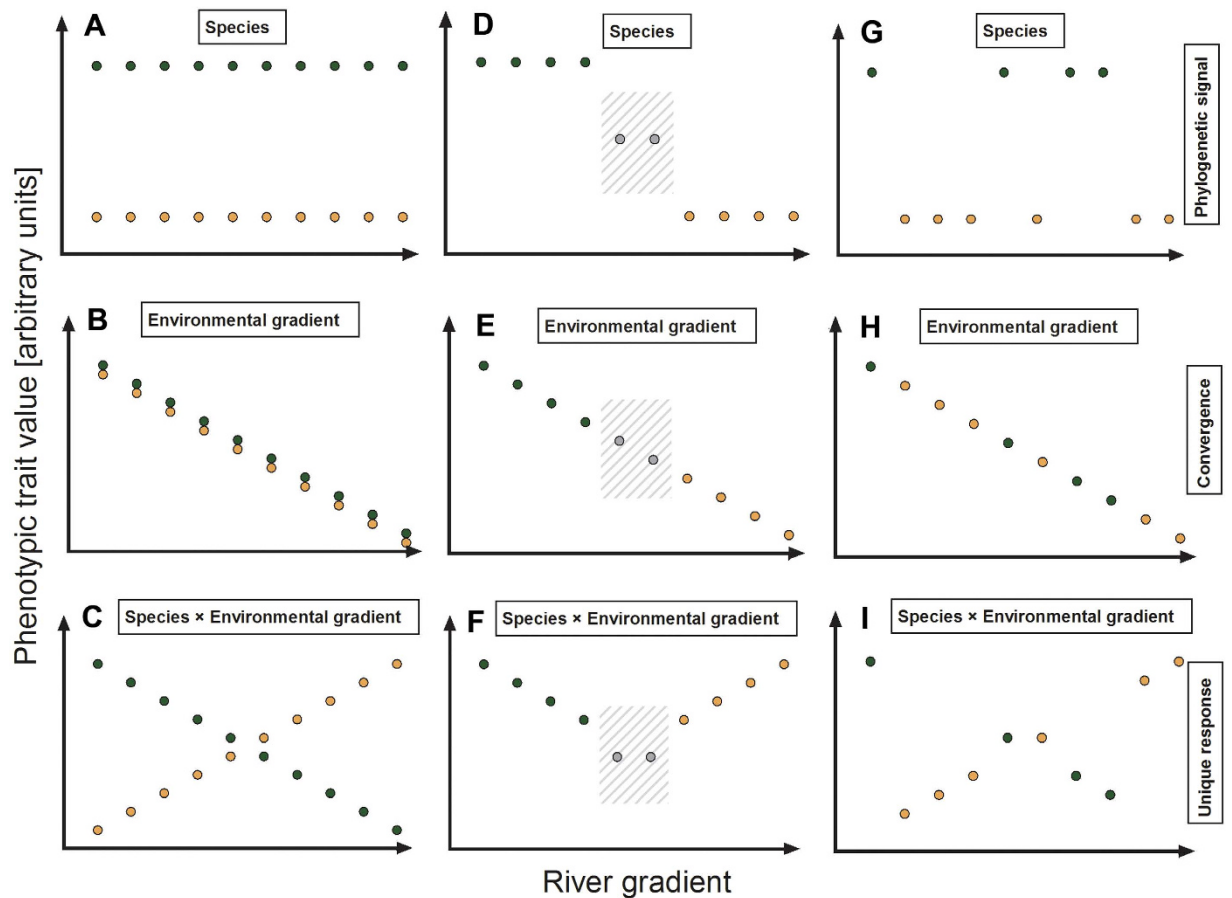 A
Species
D
Species
G
Species
Phylogenetic signal
B
Environmental gradient
E
Environmental gradient
H
Environmental gradient
Convergence
C
Species × Environmental gradient
F
Species × Environmental gradient
I
Species × Environmental gradient
Unique response
Phenotypic trait value [arbitrary units]
River gradient